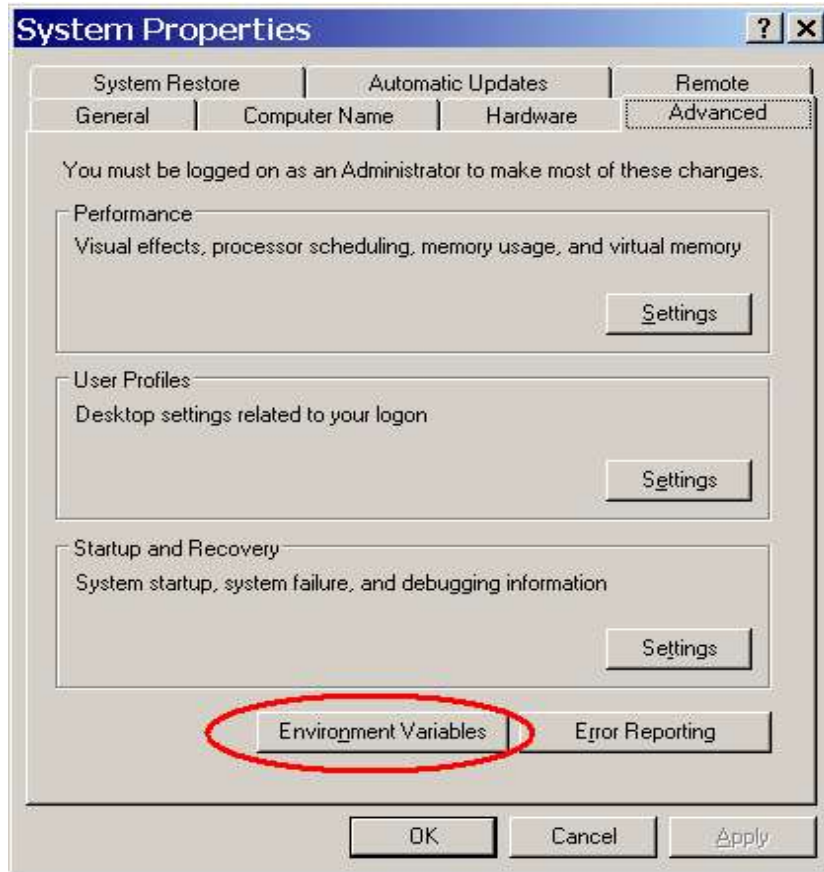 System Properties
System Restore Automatic Updates Remote
General Computer Name Hardware Advanced
You must be logged on as an Administrator to make most of these changes.
Performance
Visual effects, processor scheduling, memory usage, and virtual memory
Settings
User Profiles
Desktop settings related to your logon
Settings
Startup and Recovery
System startup, system failure, and debugging information
Settings
Environment Variables Error Reporting
OK Cancel Apply